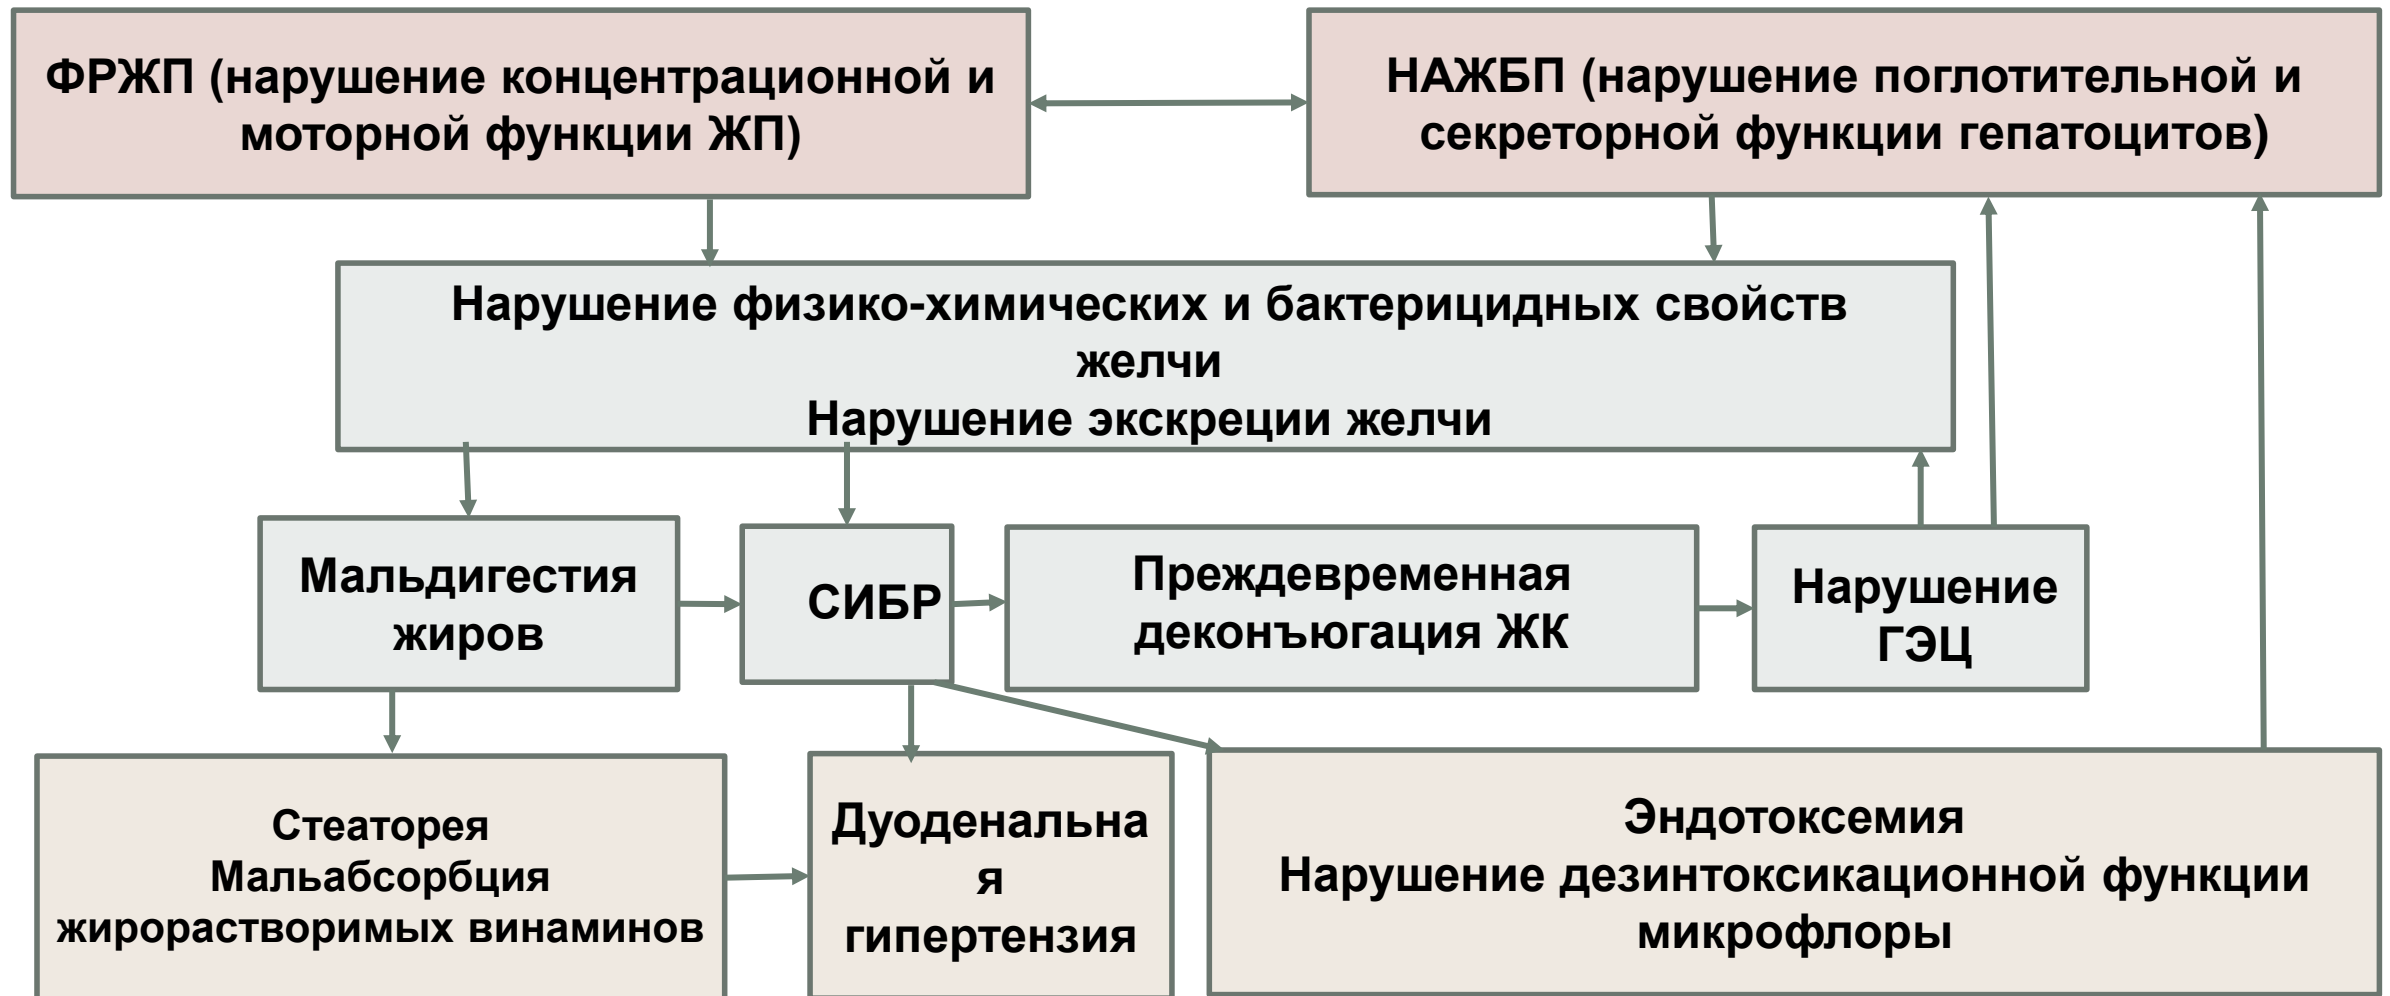 ФРЖП (нарушение концентрационной и
моторной функции ЖП)
НАЖБП (нарушение поглотительной и
секреторной функции гепатоцитов)
Нарушение физико-химических и бактерицидных свойств
желчи
Нарушение экскреции желчи
Мальдигестия
жиров
СИБР
Преждевременная
деконъюгация ЖК
Нарушение
ГЭЦ
Стеаторея
Мальабсорбция
жирорастворимых винаминов
Дуоденальна
я
гипертензия
Эндотоксемия
Нарушение дезинтоксикационной функции
микрофлоры